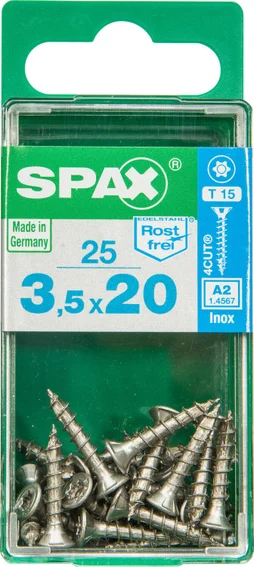 SPAX®
T 15
Made in
Germany
EDELSTAHL
Rost
frei
4CUT®
25
3,5x20
A2
1.4567
Inox